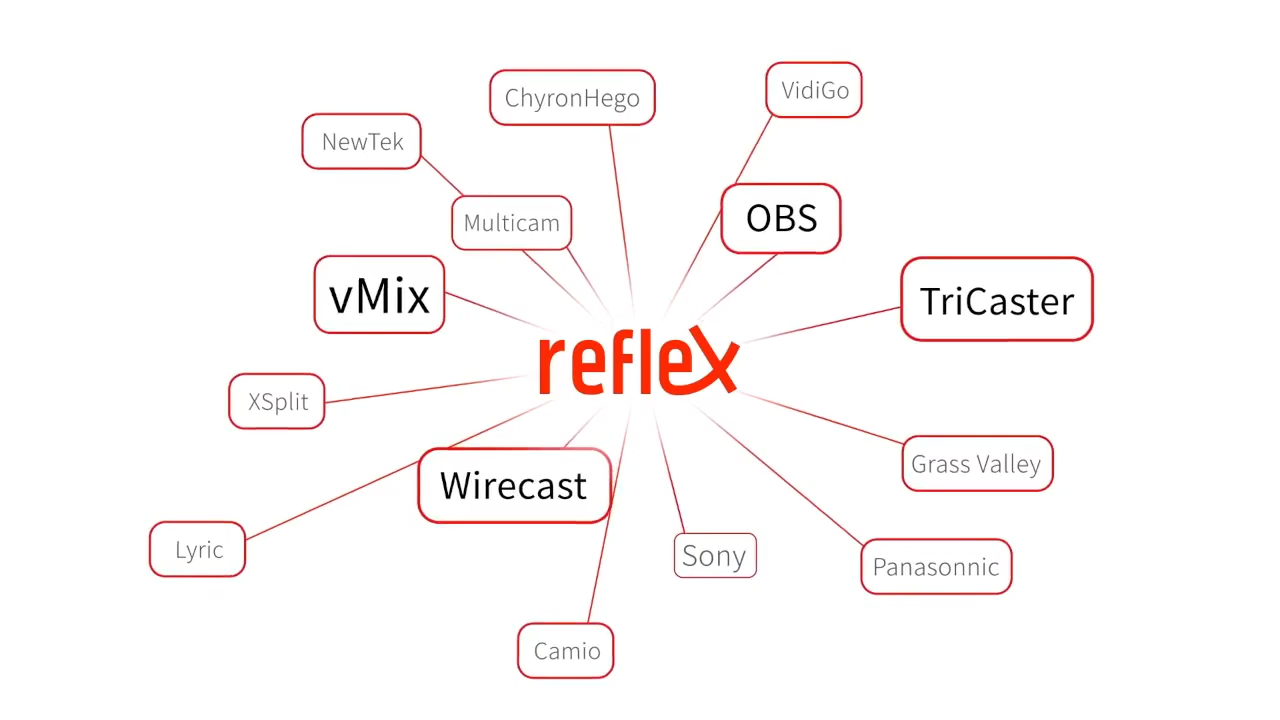 VidiGo
ChyronHego
NewTek
Multicam
OBS
vMix
TriCaster
reflex
XSplit
Grass Valley
Wirecast
Lyric
Sony
Panasonnic
Camio